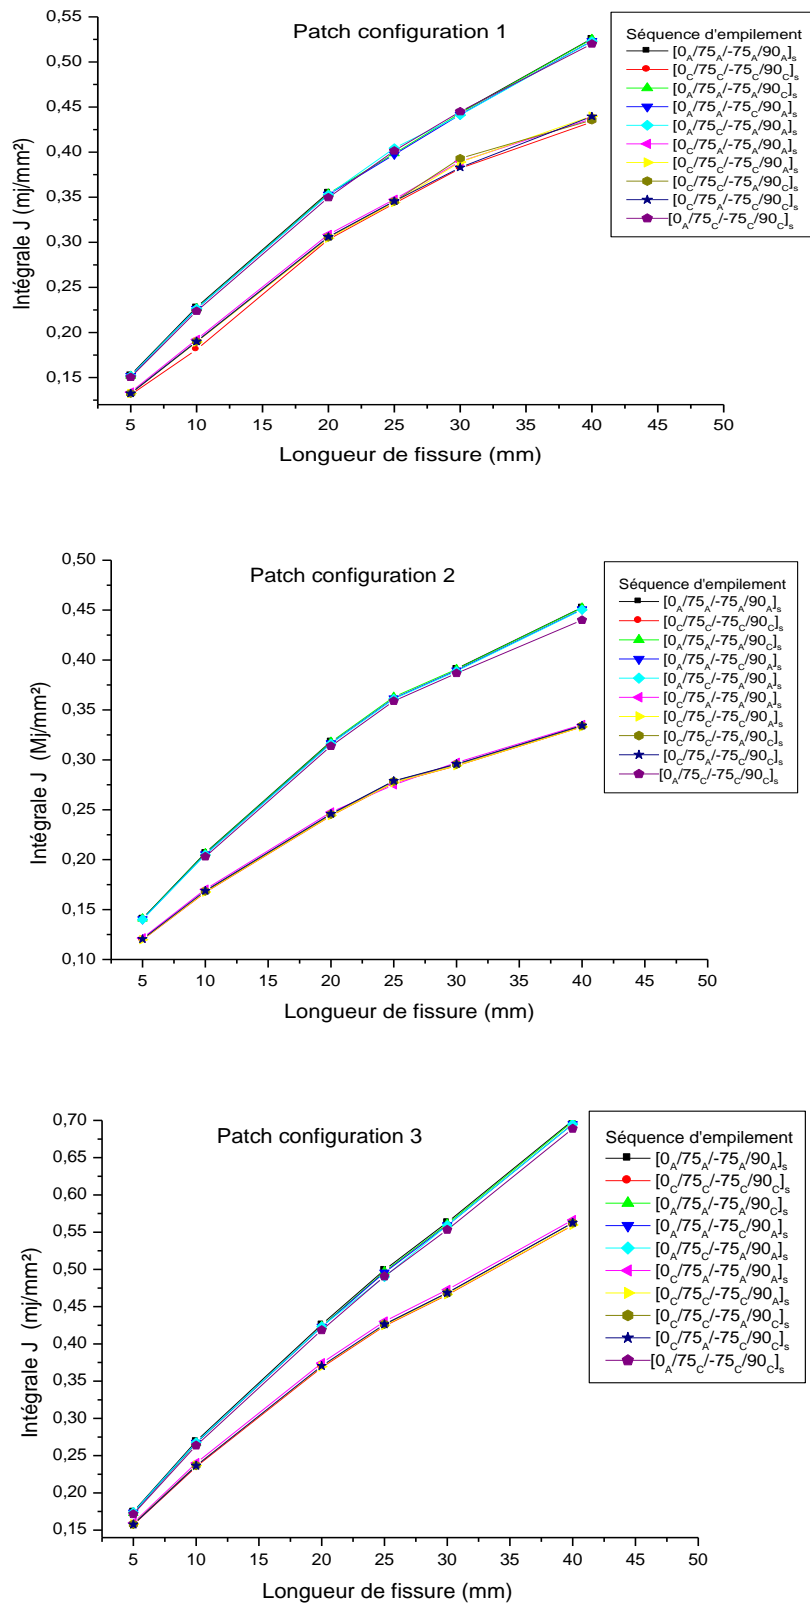 Patch configuration 1
Séquence d'empilement
[0A/75A/-75A/90A]s
[0C/75C/-75C/90C]s
[0A/75A/-75A/90C]s
[0A/75A/-75C/90A]s
[0A/75C/-75A/90A]s
[0C/75A/-75A/90A]s
[0C/75C/-75C/90A]s
[0C/75C/-75A/90C]s
[0C/75A/-75C/90C]s
[0A/75C/-75C/90C]s
Intégrale J (mj/mm²)
0,55
0,50
0,45
0,40
0,35
0,30
0,25
0,20
0,15
5 10 15 20 25 30 35 40 45 50
Longueur de fissure (mm)
Patch configuration 2
Séquence d'empilement
[0A/75A/-75A/90A]s
[0C/75C/-75C/90C]s
[0A/75A/-75A/90C]s
[0A/75A/-75C/90A]s
[0A/75C/-75A/90A]s
[0C/75A/-75A/90A]s
[0C/75C/-75C/90A]s
[0C/75C/-75A/90C]s
[0C/75A/-75C/90C]s
[0A/75C/-75C/90C]s
Intégrale J (Mj/mm²)
0,50
0,45
0,40
0,35
0,30
0,25
0,20
0,15
0,10
5 10 15 20 25 30 35 40 45 50
Longueur de fissure (mm)
Patch configuration 3
Séquence d'empilement
[0A/75A/-75A/90A]s
[0C/75C/-75C/90C]s
[0A/75A/-75A/90C]s
[0A/75A/-75C/90A]s
[0A/75C/-75A/90A]s
[0C/75A/-75A/90A]s
[0C/75C/-75C/90A]s
[0C/75C/-75A/90C]s
[0C/75A/-75C/90C]s
[0A/75C/-75C/90C]s
Intégrale J (mj/mm²)
0,70
0,65
0,60
0,55
0,50
0,45
0,40
0,35
0,30
0,25
0,20
0,15
5 10 15 20 25 30 35 40 45 50
Longueur de fissure (mm)